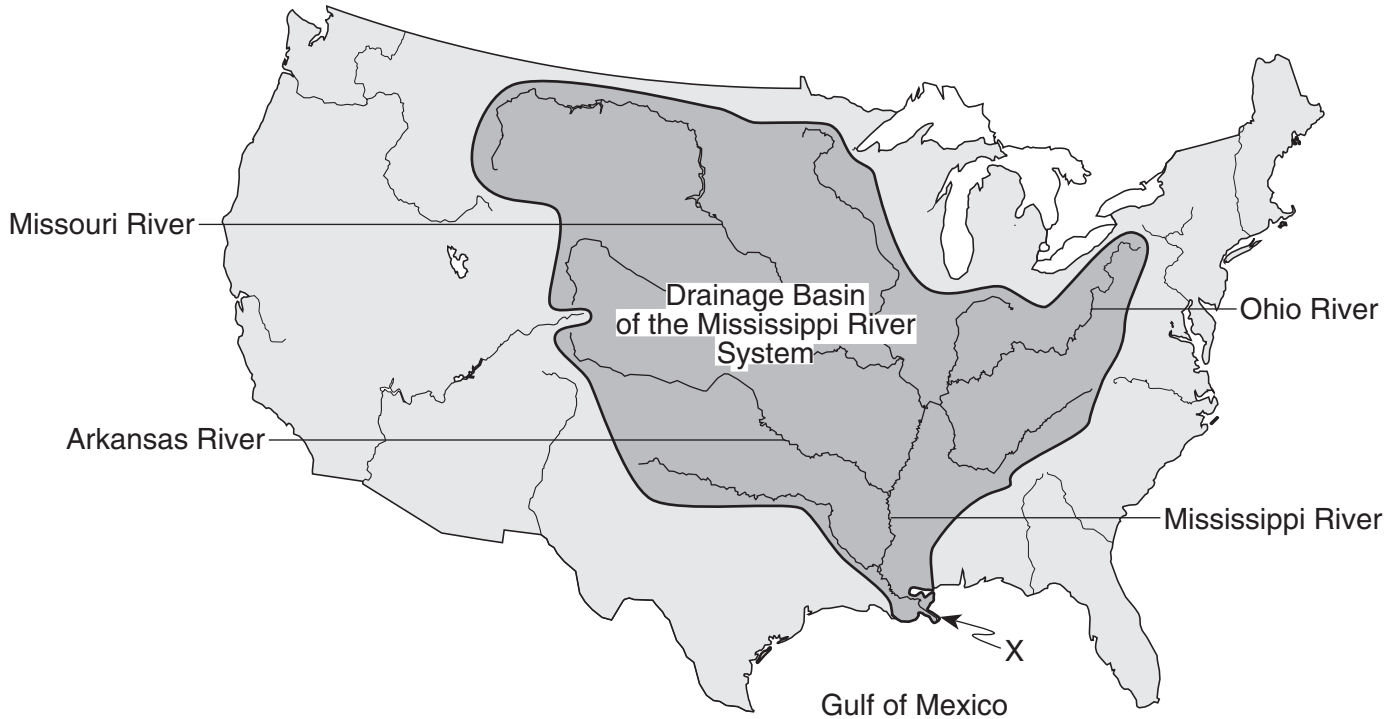 Missouri River
Drainage Basin
of the Mississippi River
System
Ohio River
Arkansas River
Mississippi River
X
Gulf of Mexico